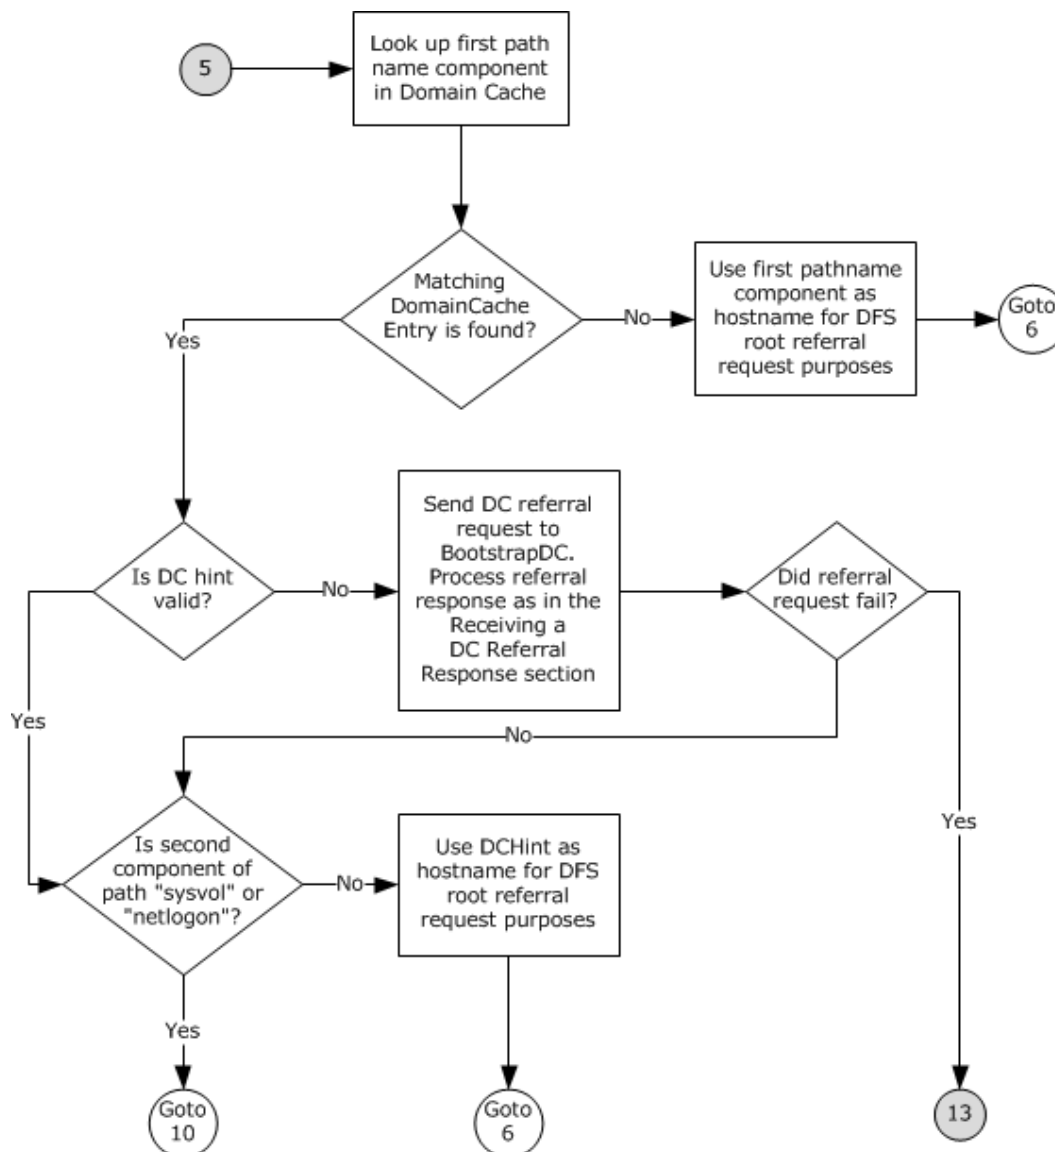 5
Look up first path
name component
in Domain Cache
Matching
DomainCache
Entry is found?
Yes
No
Use first pathname
component as
hostname for DFS
root referral
request purposes
Goto
6
Is DC hint
valid?
No
Send DC referral
request to
BootstrapDC.
Process referral
response as in the
Receiving a
DC Referral
Response section
Did referral
request fail?
Yes
No
Yes
Is second
component of
path "sysvol" or
"netlogon"?
No
Use DCHint as
hostname for DFS
root referral
request purposes
Yes
Goto
10
Goto
6
13